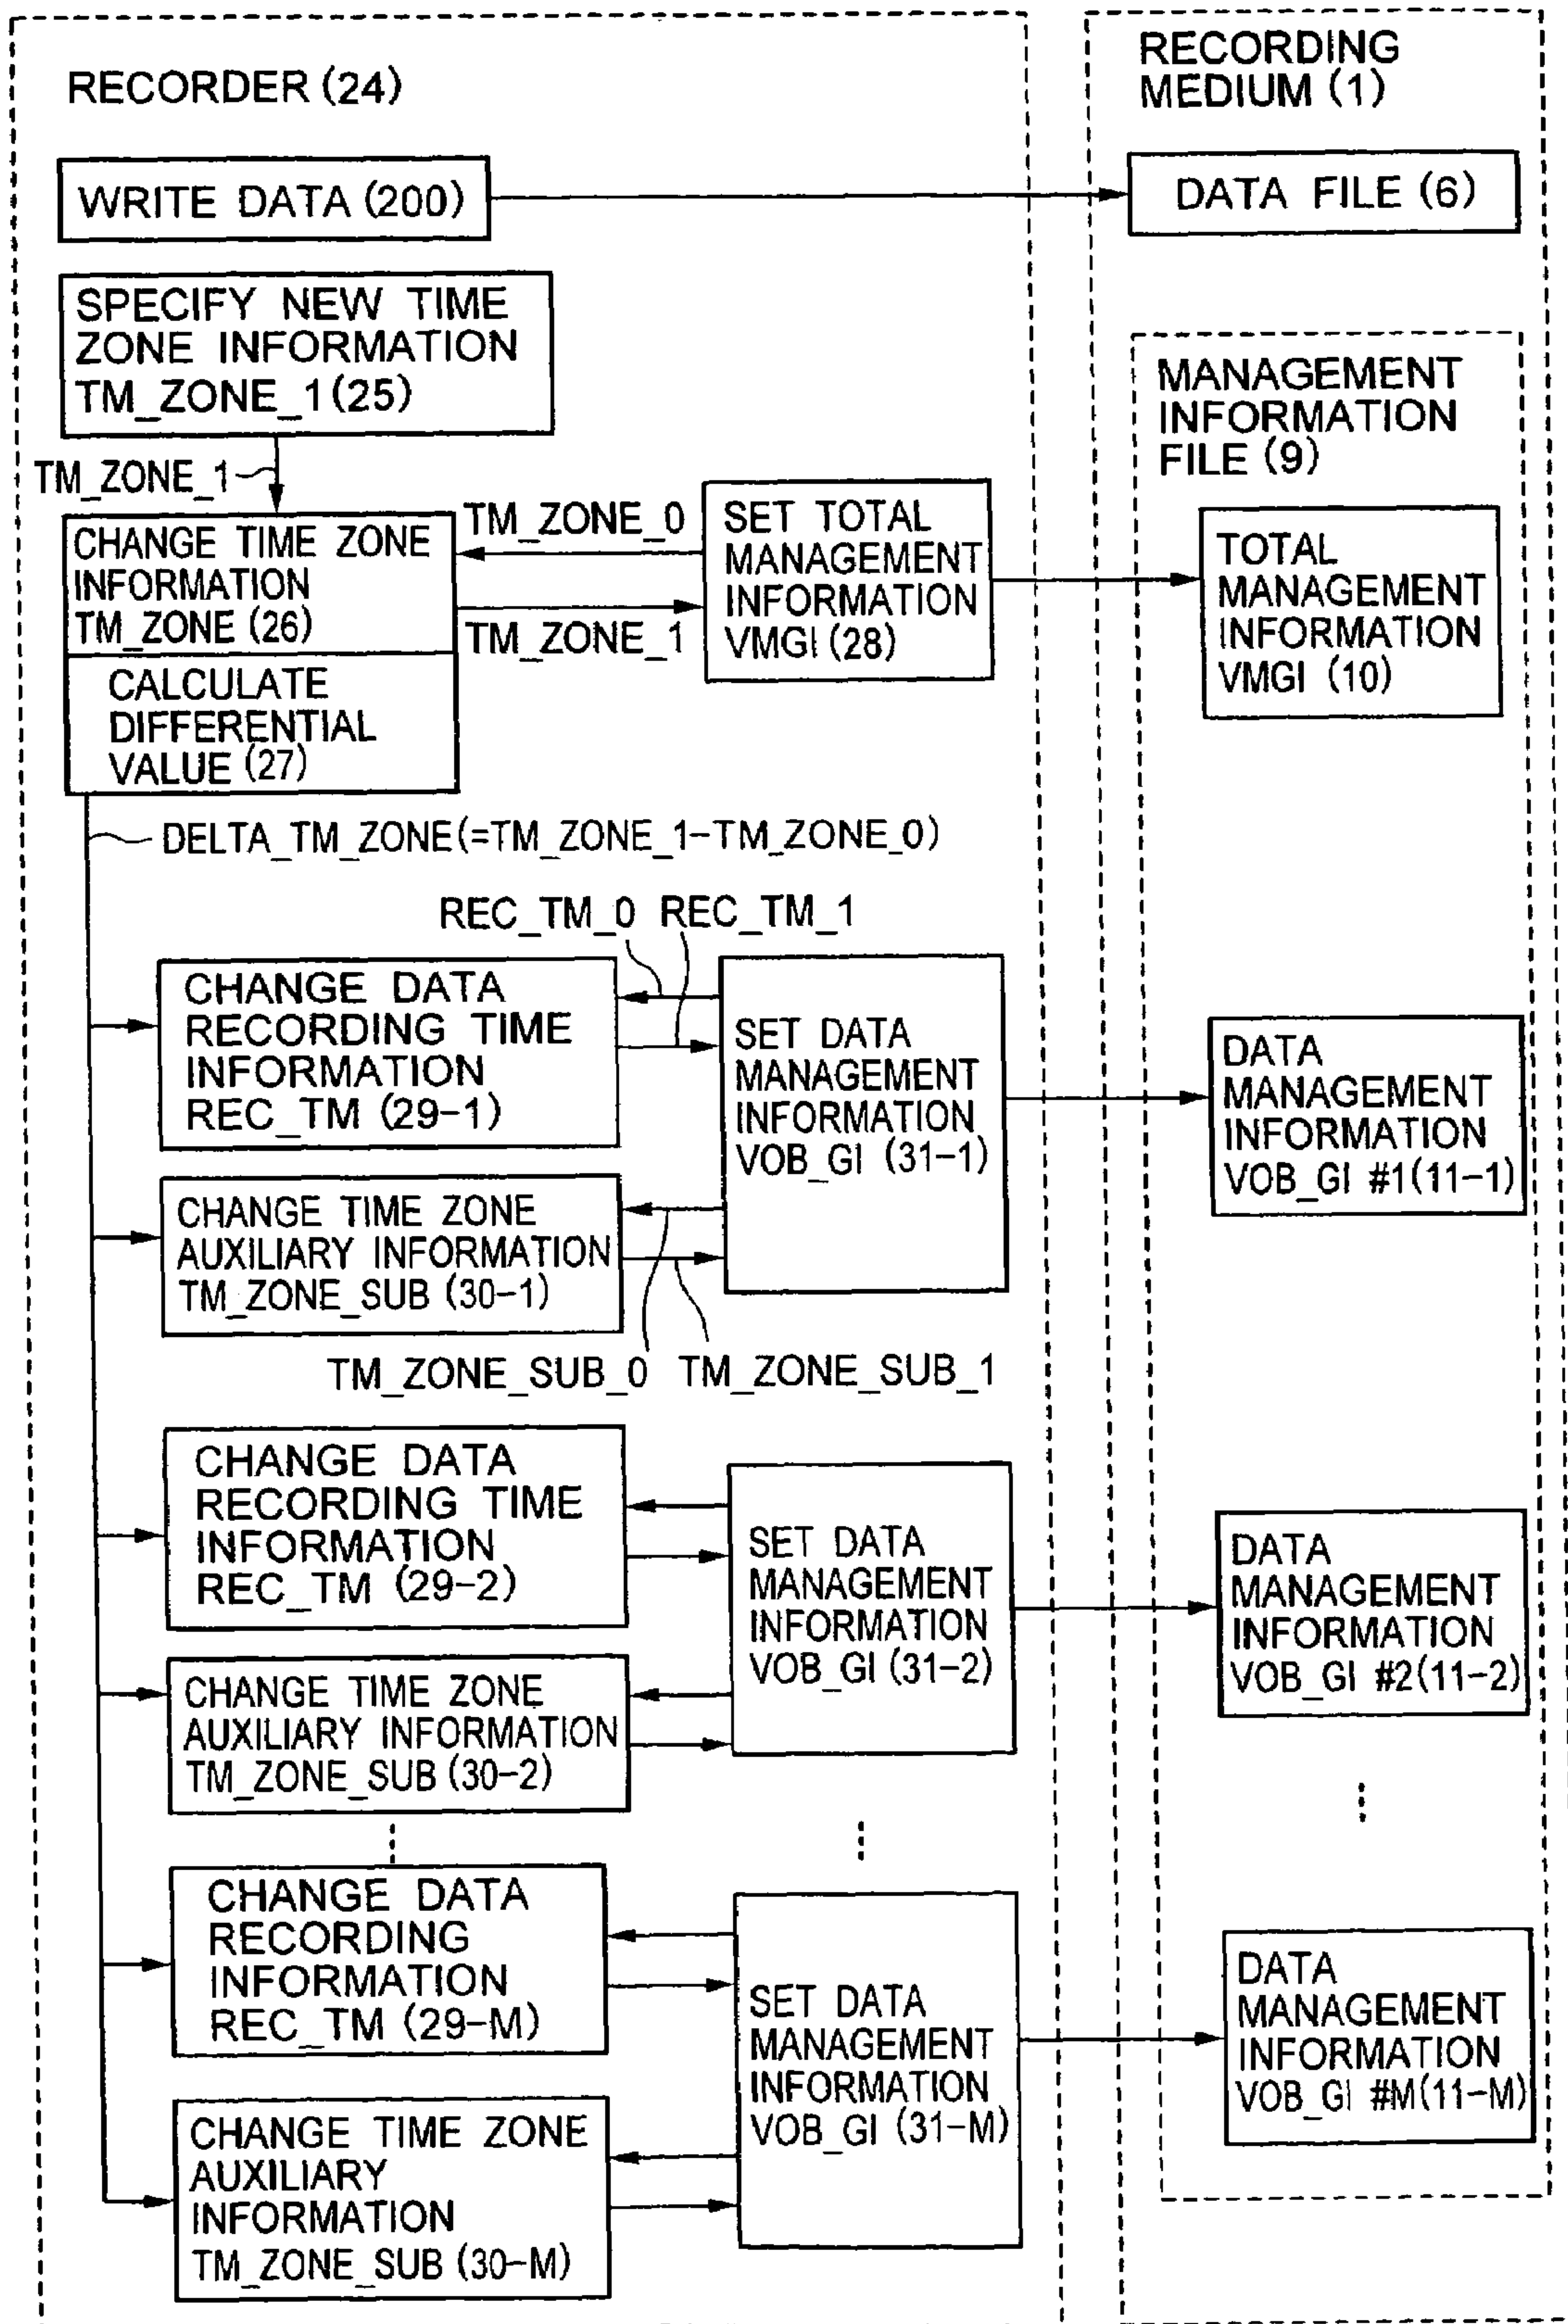 RECORDER (24)
RECORDING
MEDIUM (1)
WRITE DATA (200)
DATA FILE (6)
SPECIFY NEW TIME
ZONE INFORMATION
TM_ZONE_1 (25)
MANAGEMENT
INFORMATION
FILE (9)
TM_ZONE_1
CHANGE TIME ZONE
INFORMATION
TM_ZONE (26)
TM_ZONE_0
TM_ZONE_1
SET TOTAL
MANAGEMENT
INFORMATION
VMGI (28)
TOTAL
MANAGEMENT
INFORMATION
VMGI (10)
CALCULATE
DIFFERENTIAL
VALUE (27)
DELTA_TM_ZONE(=TM_ZONE_1-TM_ZONE_0)
REC_TM_0 REC_TM_1
CHANGE DATA
RECORDING TIME
INFORMATION
REC_TM (29-1)
SET DATA
MANAGEMENT
INFORMATION
VOB_GI (31-1)
DATA
MANAGEMENT
INFORMATION
VOB_GI #1(11-1)
CHANGE TIME ZONE
AUXILIARY INFORMATION
TM_ZONE_SUB (30-1)
TM_ZONE_SUB_0 TM_ZONE_SUB_1
CHANGE DATA
RECORDING TIME
INFORMATION
REC_TM (29-2)
SET DATA
MANAGEMENT
INFORMATION
VOB_GI (31-2)
DATA
MANAGEMENT
INFORMATION
VOB_GI #2(11-2)
CHANGE TIME ZONE
AUXILIARY INFORMATION
TM_ZONE_SUB (30-2)
CHANGE DATA
RECORDING
INFORMATION
REC_TM (29-M)
SET DATA
MANAGEMENT
INFORMATION
VOB_GI (31-M)
DATA
MANAGEMENT
INFORMATION
VOB_GI #M(11-M)
CHANGE TIME ZONE
AUXILIARY
INFORMATION
TM_ZONE_SUB (30-M)